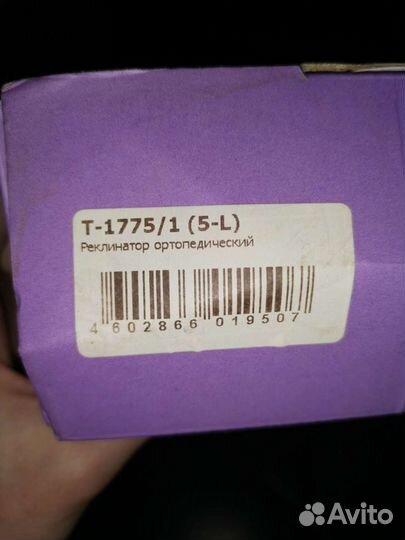 T-1775/1 (5-L)
Реклинатор ортопедический
4 602866 019507
Avito